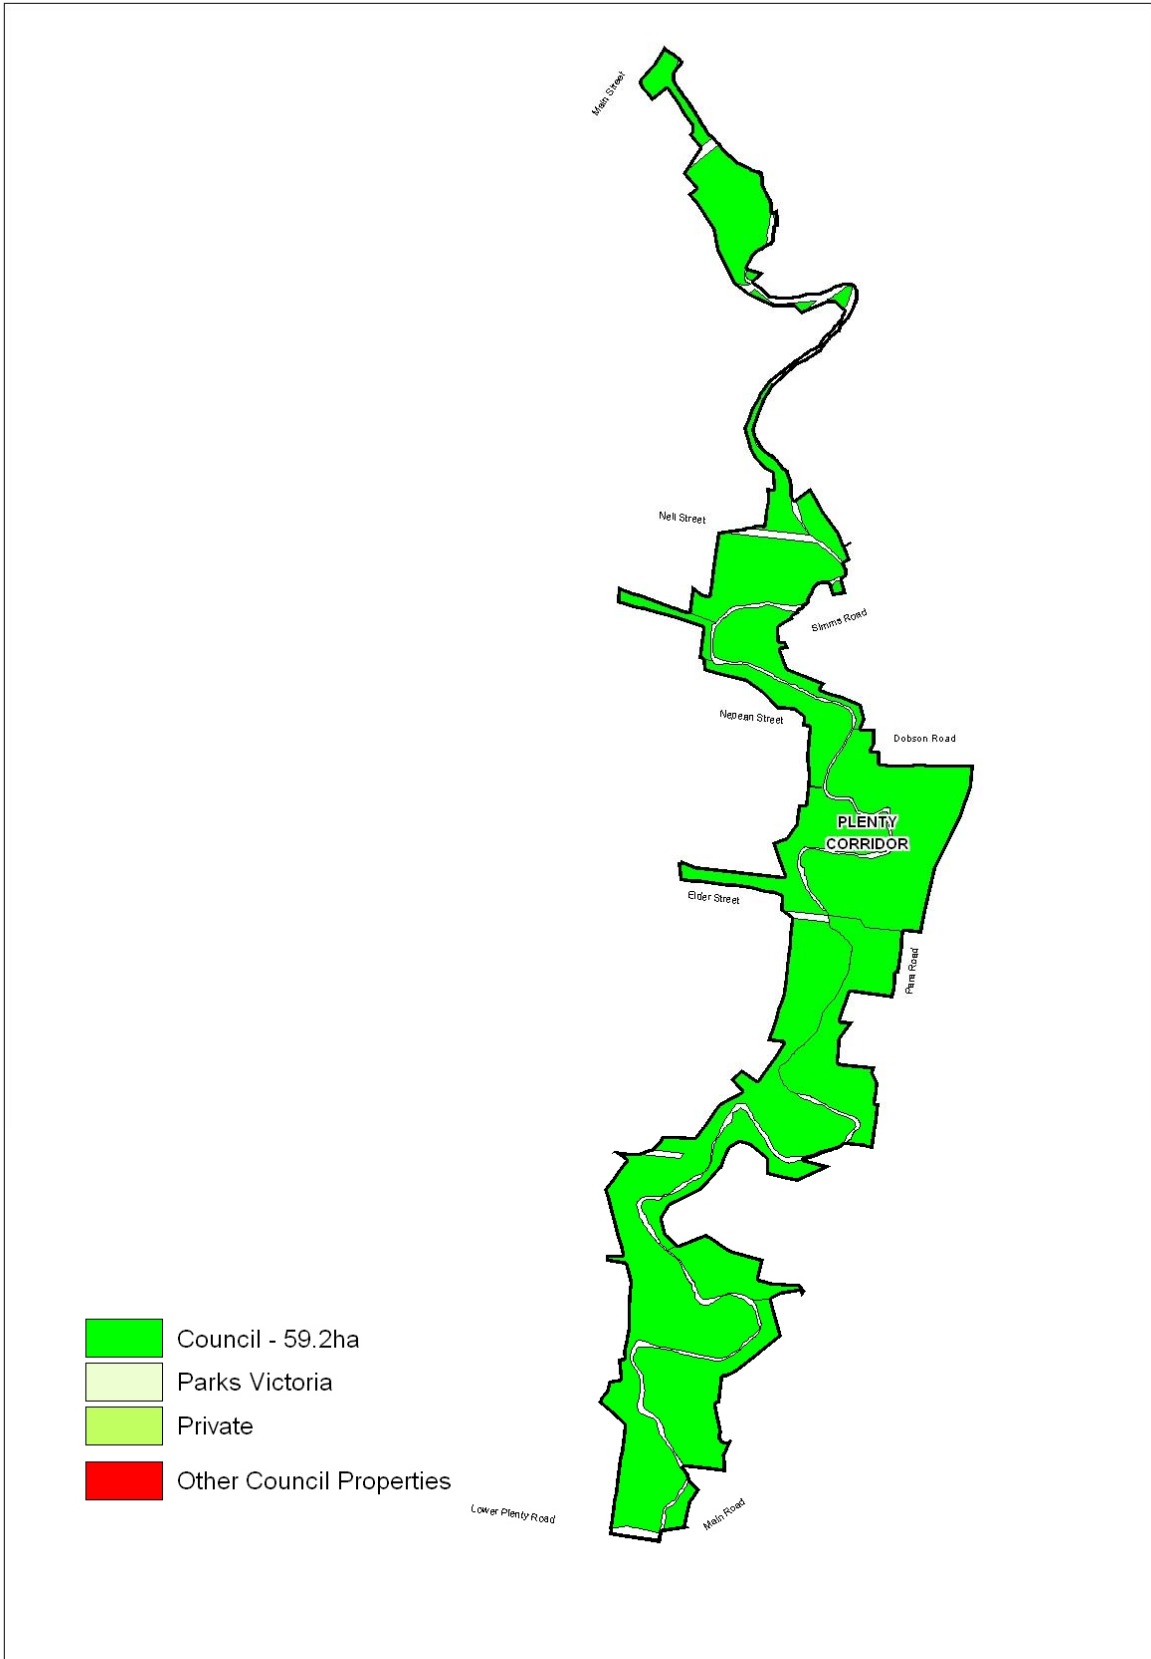 Main Street
Nell Street
Simms Road
Nepean Street
Dobson Road
PLENTY
CORRIDOR
Elder Street
Para Road
Council - 59.2ha
Parks Victoria
Private
Other Council Properties
Lower Plenty Road
Main Road